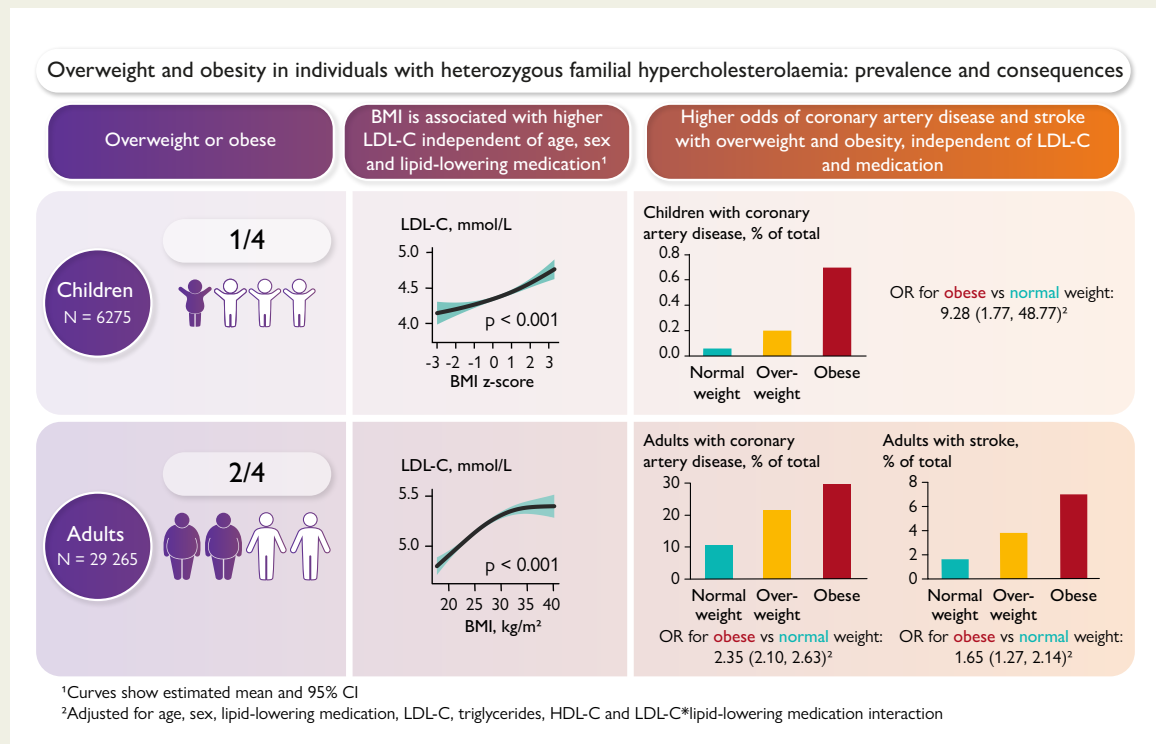 Overweight and obesity in individuals with heterozygous familial hypercholesterolaemia: prevalence and consequences
Overweight or obese
BMI is associated with higher
LDL-C independent of age, sex
and lipid-lowering medication¹
Higher odds of coronary artery disease and stroke
with overweight and obesity, independent of LDL-C
and medication
Children
N = 6275
1/4
LDL-C, mmol/L
5.0
4.5
4.0
p < 0.001
-3 -2 -1 0 1 2 3
BMI z-score
Children with coronary
artery disease, % of total
0.8
0.6
0.4
0.2
0.0
Normal
weight
Over-
weight
Obese
OR for obese vs normal weight:
9.28 (1.77, 48.77)²
Adults
N = 29 265
2/4
LDL-C, mmol/L
5.5
5.0
p < 0.001
20 25 30 35 40
BMI, kg/m²
Adults with coronary
artery disease, % of total
30
20
10
0
Normal
weight
Over-
weight
Obese
OR for obese vs normal weight:
2.35 (2.10, 2.63)²
Adults with stroke,
% of total
8
6
4
2
0
Normal
weight
Over-
weight
Obese
OR for obese vs normal weight:
1.65 (1.27, 2.14)²
¹Curves show estimated mean and 95% CI
²Adjusted for age, sex, lipid-lowering medication, LDL-C, triglycerides, HDL-C and LDL-C*lipid-lowering medication interaction